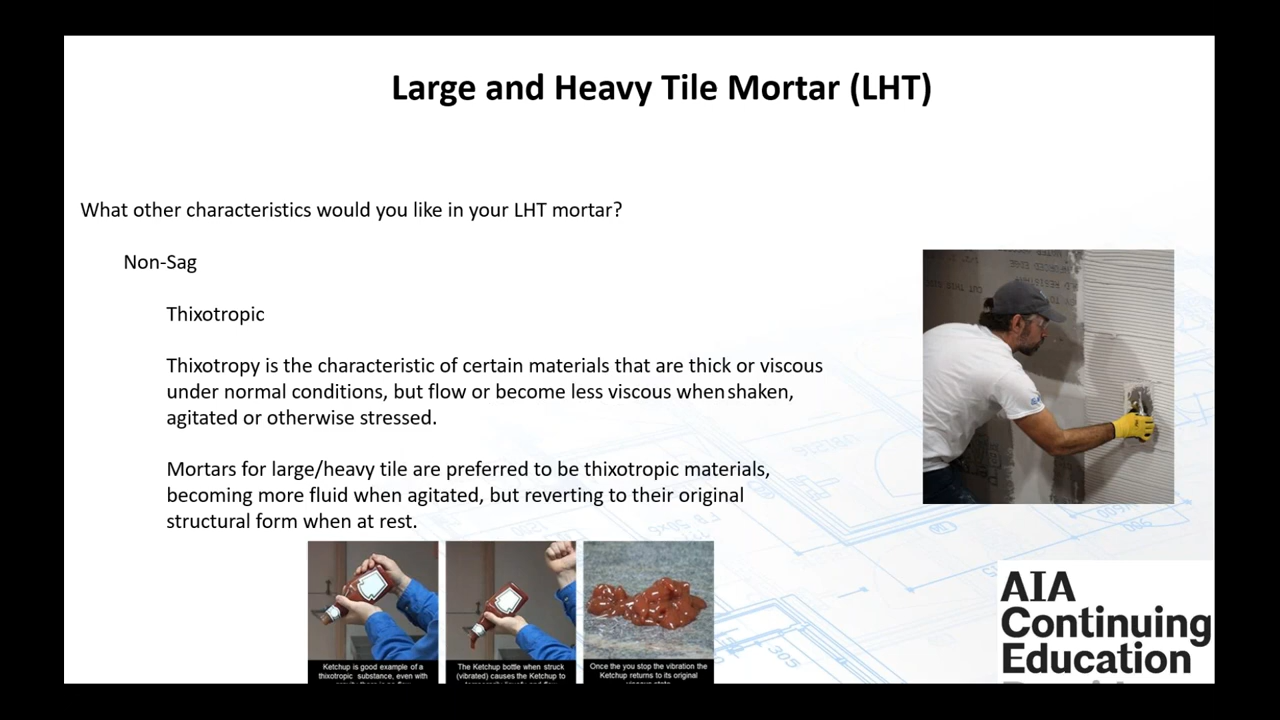 Large and Heavy Tile Mortar (LHT)
What other characteristics would you like in your LHT mortar?
Non-Sag
Thixotropic
Thixotropy is the characteristic of certain materials that are thick or viscous
under normal conditions, but flow or become less viscous when shaken,
agitated or otherwise stressed.
Mortars for large/heavy tile are preferred to be thixotropic materials,
becoming more fluid when agitated, but reverting to their original
structural form when at rest.
Ketchup is good example of a
thixotropic substance, even with
The Ketchup bottle when struck
(vibrated) causes the Ketchup to
Once the you stop the vibration the
Ketchup returns to its original
AIA
Continuing
Education